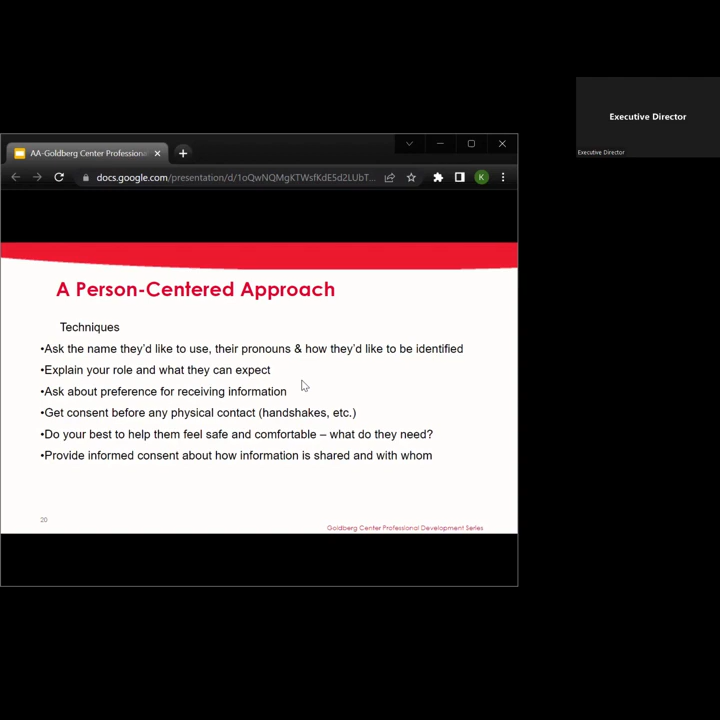 Executive Director
Executive Director
AA-Goldberg Center Professiona
docs.google.com/presentation/d/1oQwNQMgKTWsfKdE5d2LUbT...
K
A Person-Centered Approach
Techniques
•Ask the name they'd like to use, their pronouns & how they'd like to be identified
•Explain your role and what they can expect
•Ask about preference for receiving information
•Get consent before any physical contact (handshakes, etc.)
•Do your best to help them feel safe and comfortable – what do they need?
•Provide informed consent about how information is shared and with whom
20
Goldberg Center Professional Development Series